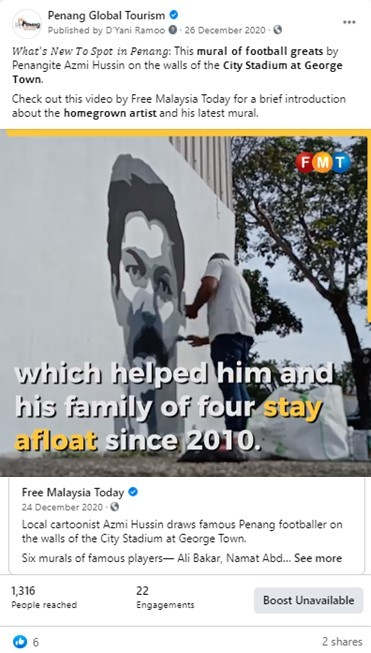 Penang Global Tourism
Published by D'Yani Ramoo · 26 December 2020 ·
What's New To Spot in Penang: This mural of football greats by
Penangite Azmi Hussin on the walls of the City Stadium at George
Town.
Check out this video by Free Malaysia Today for a brief introduction
about the homegrown artist and his latest mural.
FMT
which helped him and
his family of four stay
afloat since 2010.
Free Malaysia Today
24 December 2020 ·
Local cartoonist Azmi Hussin draws famous Penang footballer on
the walls of the City Stadium at George Town.
Six murals of famous players— Ali Bakar, Namat Abd... See more
1,316
People reached
22
Engagements
Boost Unavailable
6
2 shares